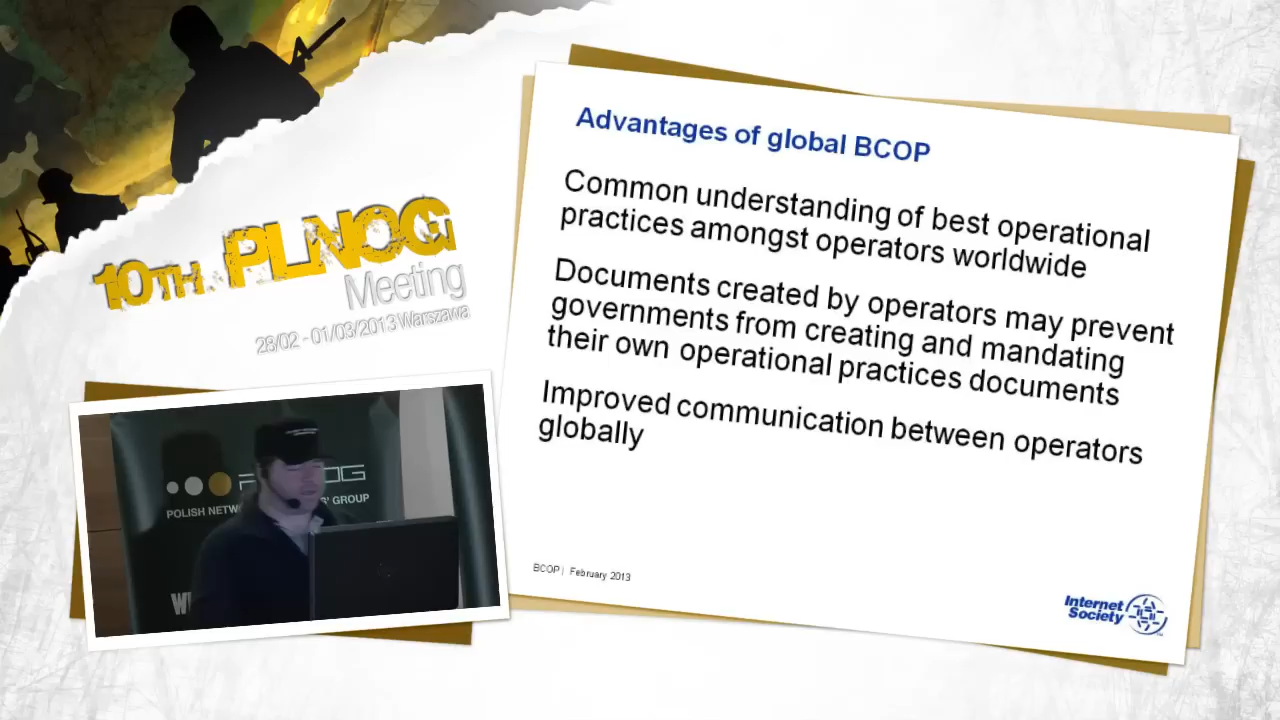 10TH PLNOG
Meeting
28/02 - 01/03/2013 Warszawa
Advantages of global BCOP
Common understanding of best operational
practices amongst operators worldwide
Documents created by operators may prevent
governments from creating and mandating
their own operational practices documents
Improved communication between operators
globally
BCOP | February 2013
Internet
Society
POLISH
GROUP